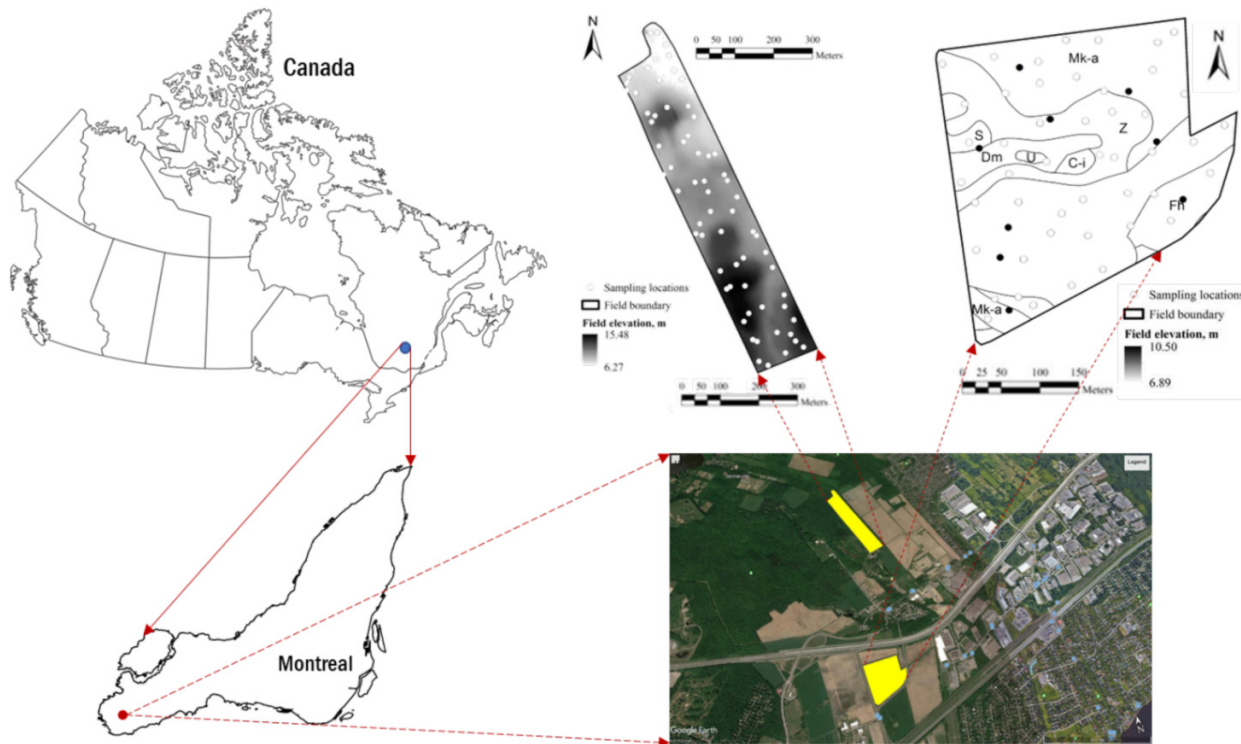 Canada
N
0 50 100 200 300
Meters
Sampling locations
Field boundary
Field elevation, m
15.48
6.27
0 50 100 200 300
Meters
N
Mk-a
S
Z
Dm
U
C-i
Fh
Mk-a
Sampling locations
Field boundary
Field elevation, m
10.50
6.89
0 25 50 100 150
Meters
Montreal
Legend
Senneville
Google Earth
N